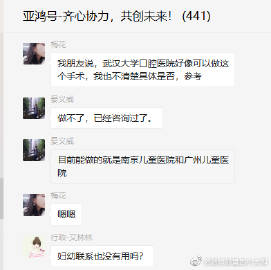 亚鸿号-齐心协力，共创未来！ (441)
梅花
我朋友说，武汉大学口腔医院好像可以做这
个手术，我也不清楚具体是否，参考
晏义威
做不了，已经咨询过了。
晏义威
目前能做的就是南京儿童医院和广州儿童医
院
梅花
嗯嗯
行政-艾林林
妇幼联系也没有用吗？